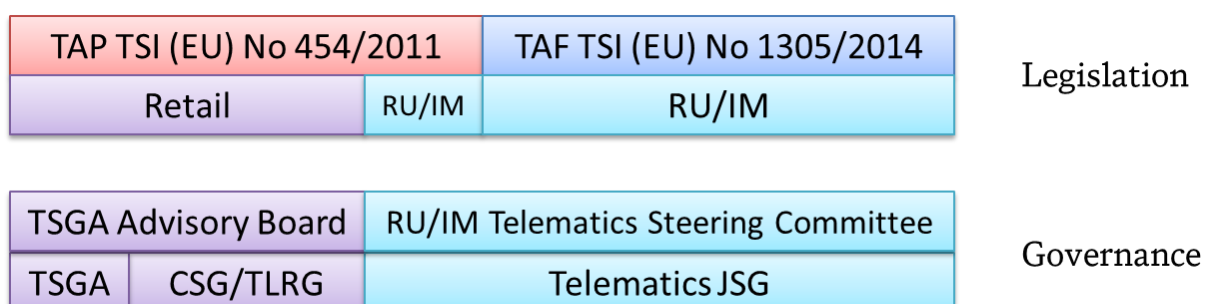 TAP TSI (EU) No 454/2011 TAF TSI (EU) No 1305/2014
Legislation
Retail RU/IM RU/IM
TSGA Advisory Board RU/IM Telematics Steering Committee
Governance
TSGA CSG/TLRG Telematics JSG